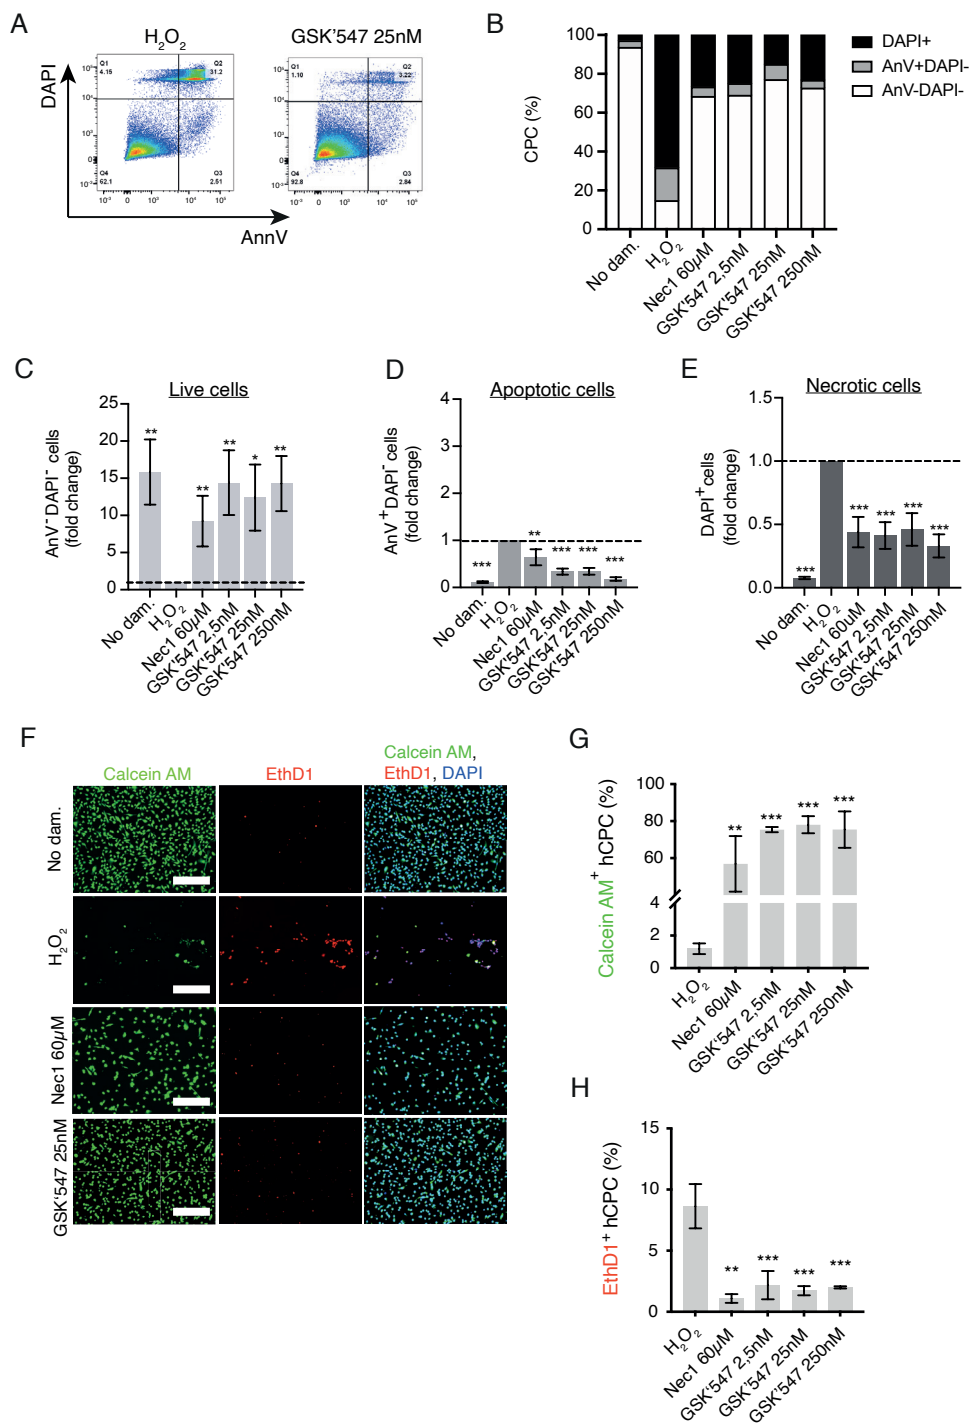 A
H2O2
GSK'547 25nM
DAPI
Q1
4.15
Q2
31.2
Q4
62.1
Q3
2.51
Q1
1.10
Q2
3.22
Q4
92.8
Q3
2.84
AnnV
B
CPC (%)
100
80
60
40
20
0
DAPI+
AnV+DAPI-
AnV-DAPI-
No dam.
H2O2
Nec1 60µM
GSK'547 2,5nM
GSK'547 25nM
GSK'547 250nM
C
Live cells
AnV-DAPI- cells
(fold change)
25
20
15
10
5
0
**
**
**
*
**
No dam.
H2O2
Nec1 60µM
GSK'547 2,5nM
GSK'547 25nM
GSK'547 250nM
D
Apoptotic cells
AnV+DAPI- cells
(fold change)
4
3
2
1
0
***
**
***
***
***
No dam.
H2O2
Nec1 60µM
GSK'547 2,5nM
GSK'547 25nM
GSK'547 250nM
E
Necrotic cells
DAPI+cells
(fold change)
1.5
1.0
0.5
0.0
***
***
***
***
***
No dam.
H2O2
Nec1 60µM
GSK'547 2,5nM
GSK'547 25nM
GSK'547 250nM
F
Calcein AM
EthD1
Calcein AM,
EthD1, DAPI
No dam.
H2O2
Nec1 60µM
GSK'547 25nM
G
Calcein AM+ hCPC (%)
100
80
60
4
2
0
**
***
***
***
H2O2
Nec1 60µM
GSK'547 2,5nM
GSK'547 25nM
GSK'547 250nM
H
EthD1+ hCPC (%)
15
10
5
0
**
***
***
***
H2O2
Nec1 60µM
GSK'547 2,5nM
GSK'547 25nM
GSK'547 250nM